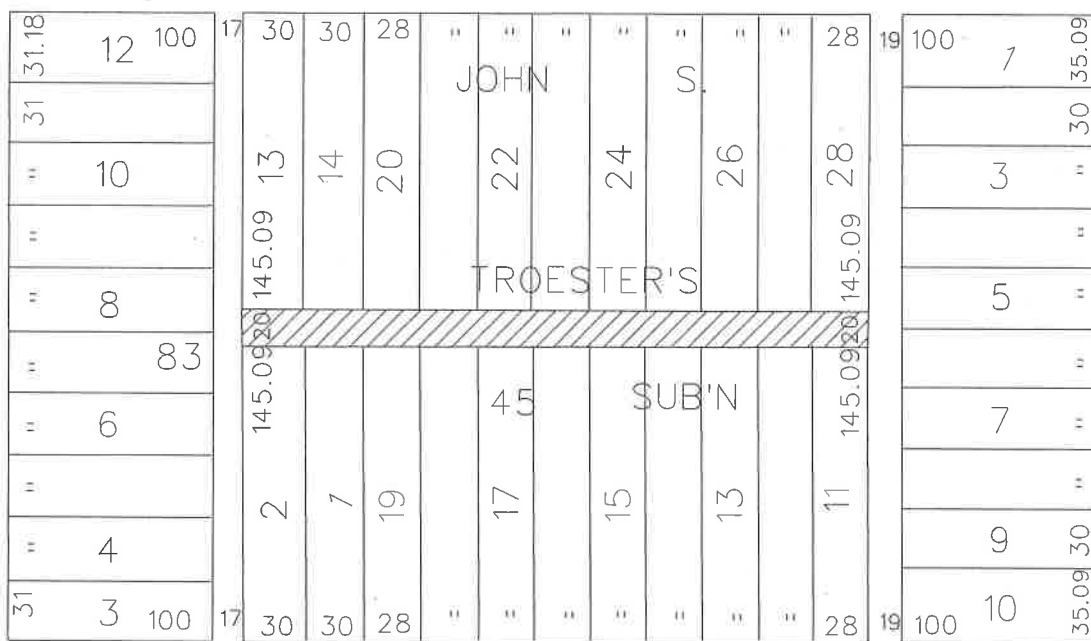 31.18 12 100 17 30 30 28 " " " " " " " 28 19 100 1 35.09
JOHN S.
31 30
" 10 13 14 20 22 24 26 28 3 "
" "
145.09 145.09
TROESTER'S
" 8 5 "
20 20
" 83 "
145.09 45 SUB'N 145.09
" 6 7 "
" 2 1 19 17 15 13 11 "
" 4 9 30
31 3 100 17 30 30 28 " " " " " " " 28 19 100 10 35.09